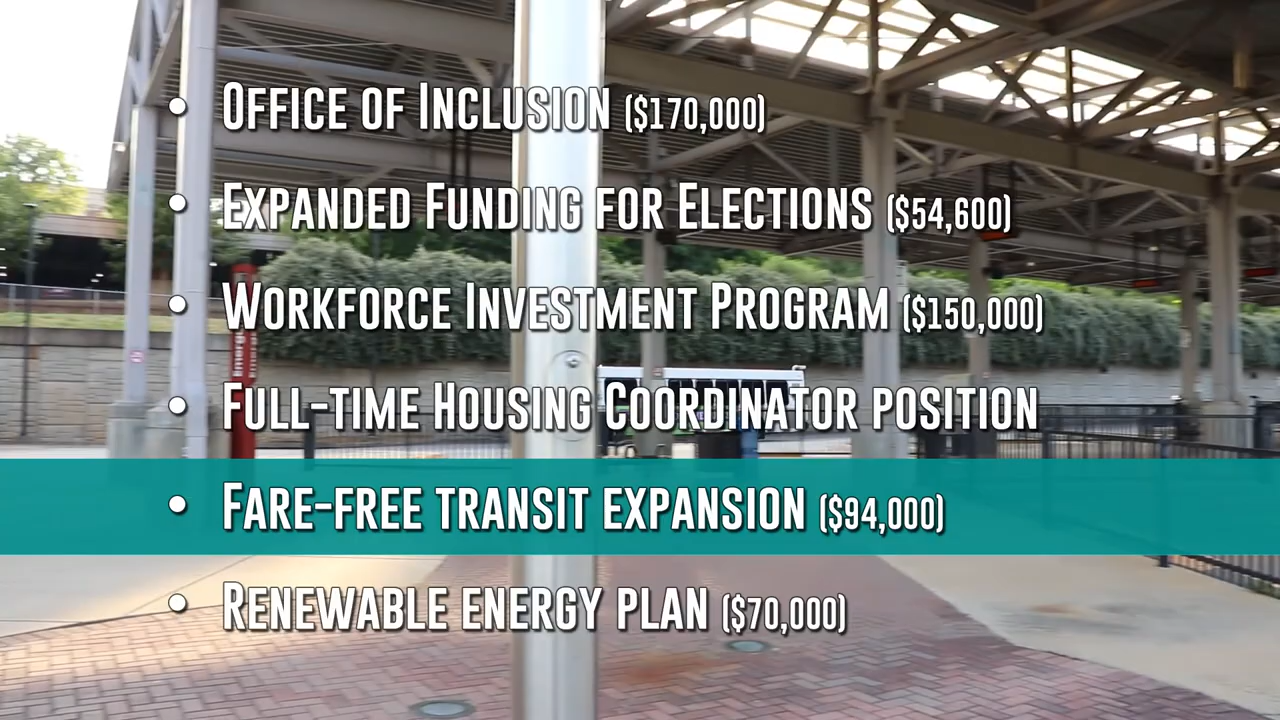 • Office of Inclusion ($170,000)
• Expanded Funding for Elections ($54,600)
• Workforce Investment Program ($150,000)
• Full-time Housing Coordinator position
• Fare-free transit expansion ($94,000)
• Renewable energy plan ($70,000)